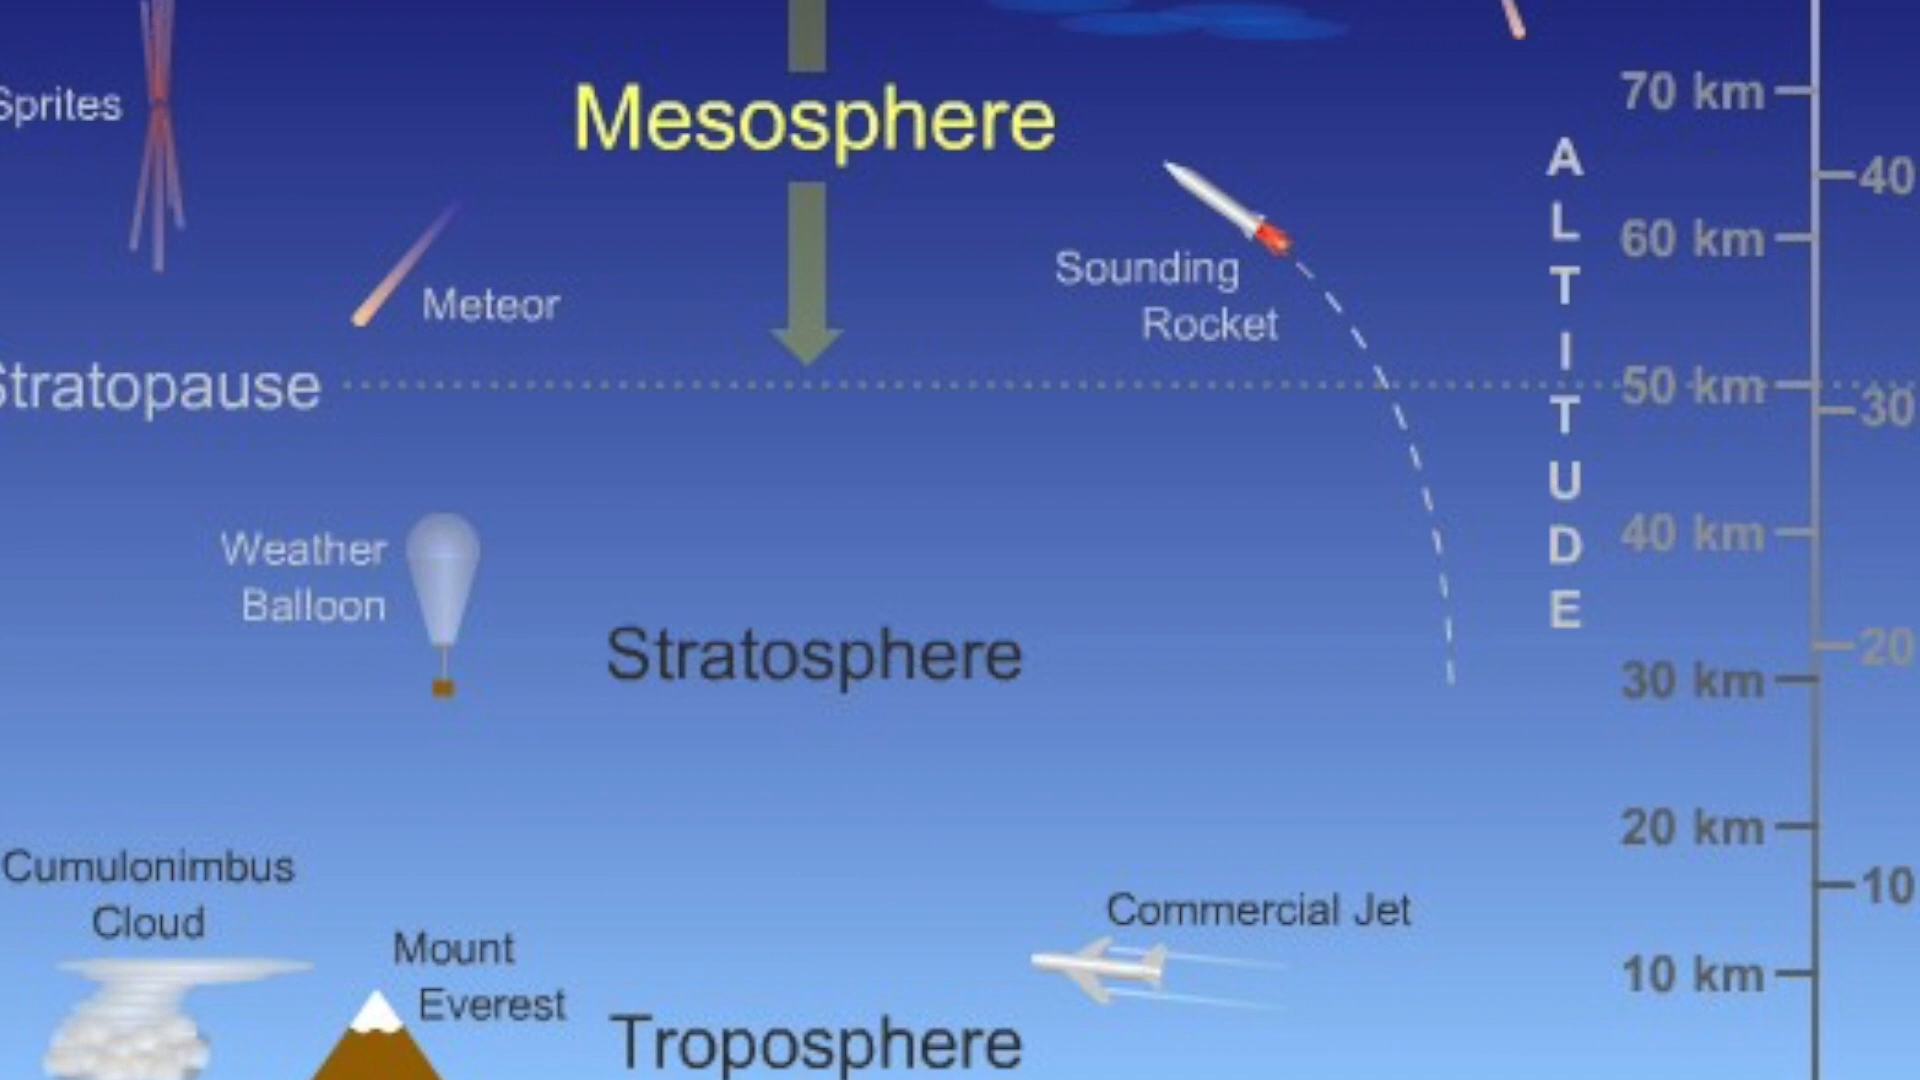 Sprites
Mesosphere
70 km
40
60 km
Sounding
Rocket
Meteor
ALTITUDE
Stratopause
50 km
30
Weather
Balloon
40 km
Stratosphere
20
30 km
20 km
Cumulonimbus
Cloud
Commercial Jet
10
Mount
Everest
10 km
Troposphere